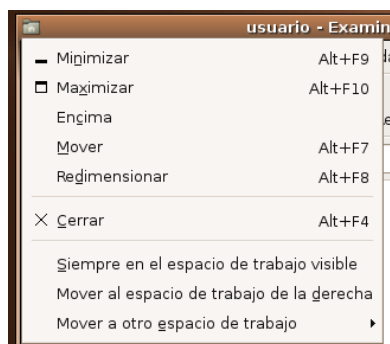 usuario - Examin
Minimizar Alt+F9
Maximizar Alt+F10
Encima
Mover Alt+F7
Redimensionar Alt+F8
Cerrar Alt+F4
Siempre en el espacio de trabajo visible
Mover al espacio de trabajo de la derecha
Mover a otro espacio de trabajo